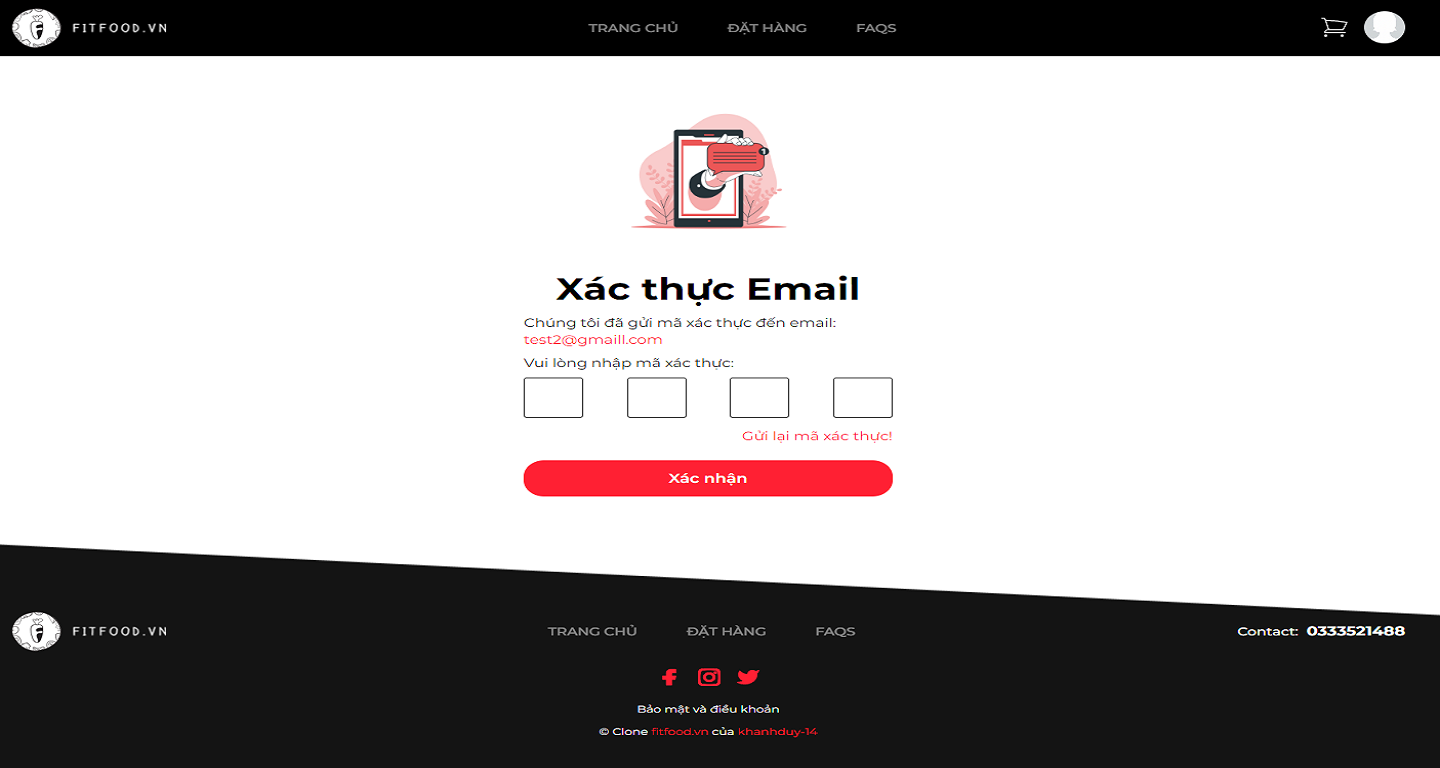 FITFOOD.VN TRANG CHỦ ĐẶT HÀNG FAQS
1
Xác thực Email
Chúng tôi đã gửi mã xác thực đến email:
test2@gmaill.com
Vui lòng nhập mã xác thực:
Gửi lại mã xác thực!
Xác nhận
FITFOOD.VN TRANG CHỦ ĐẶT HÀNG FAQS Contact: 0333521488
Bảo mật và điều khoản
© Clone fitfood.vn của khanhduy-14